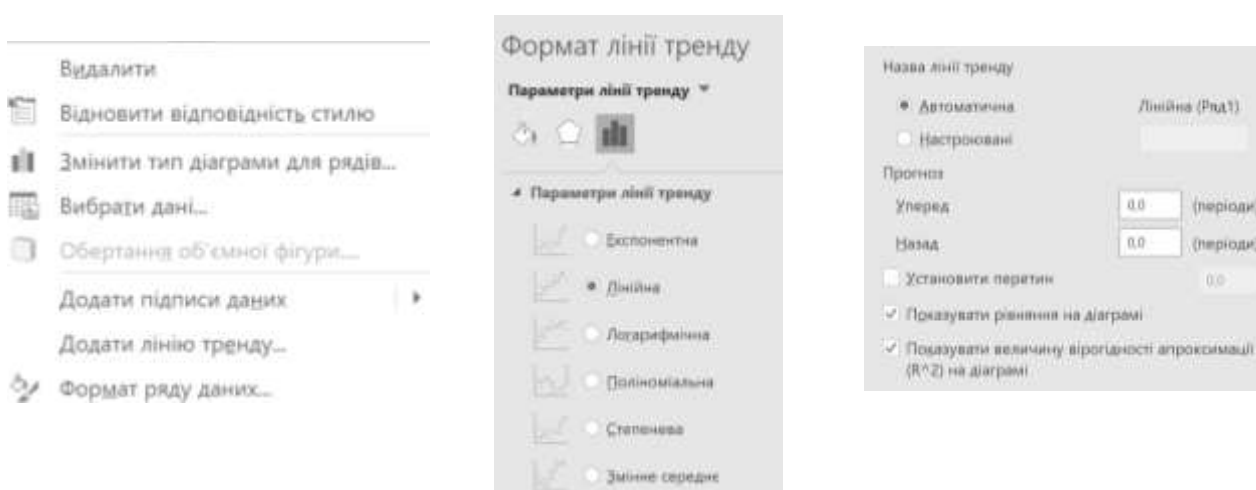 Видалити
Відновити відповідність стилю
Змінити тип діаграми для рядів...
Вибрати дані...
Обертання об'ємної фігури...
Додати підписи даних
Додати лінію тренду...
Формат ряду даних...
Формат лінії тренду
Параметри лінії тренду
Параметри лінії тренду
Експонентна
Лінійна
Логарифмічна
Поліноміальна
Степенева
Змінне середнє
Назва лінії тренду
Автоматична Лінійна (Ряд1)
Настроювані
Прогноз
Уперед 0,0 (періоди)
Назад 0,0 (періоди)
Установити перетин 0,0
Показувати рівняння на діаграмі
Показувати величину вірогідності апроксимації
(R^2) на діаграмі